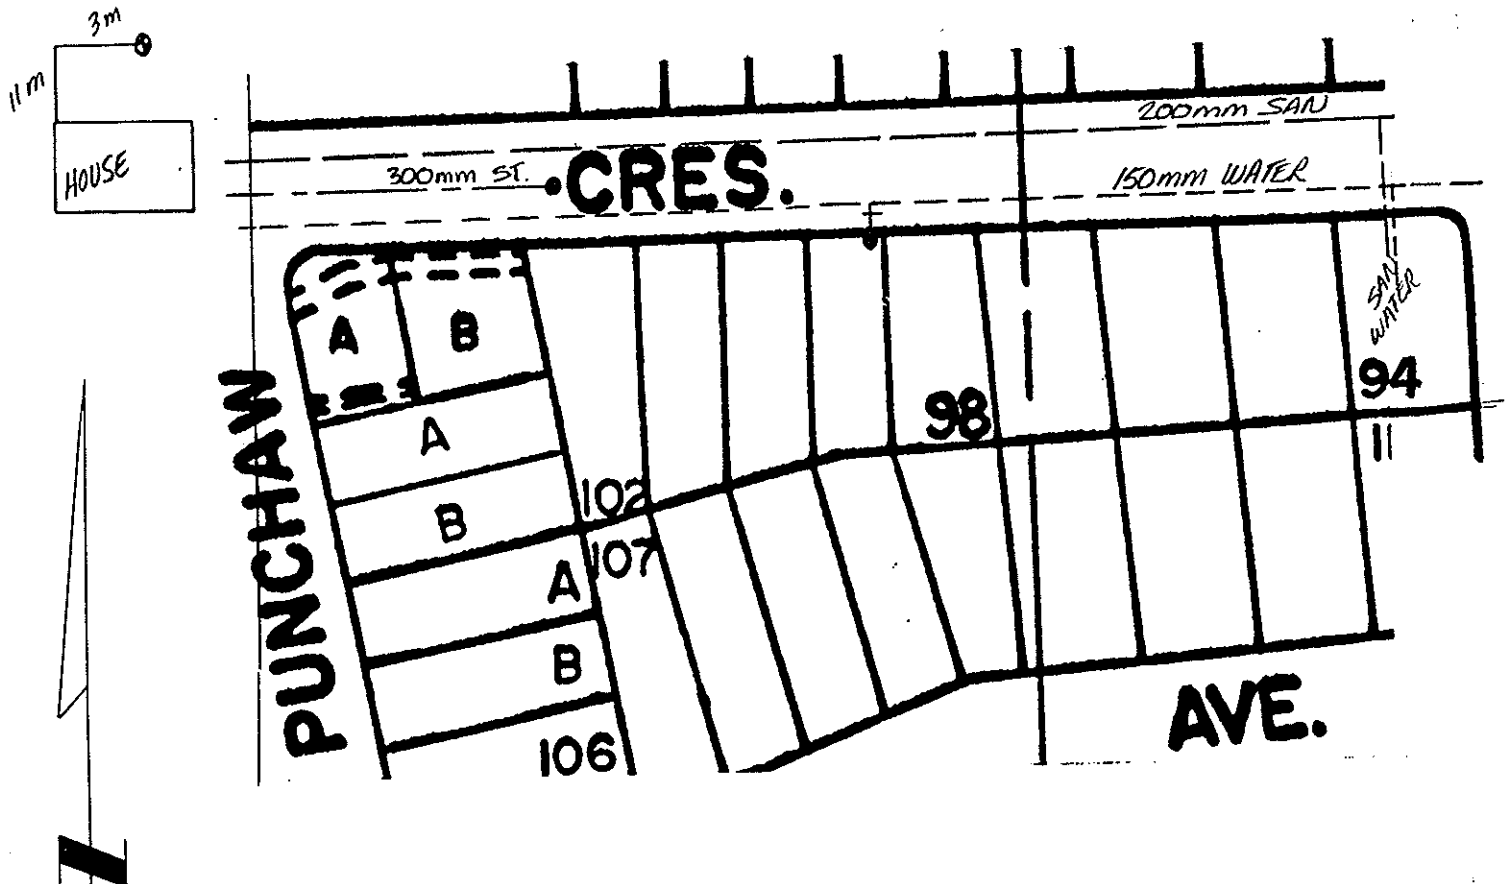 3m
11m
HOUSE
200mm SAN
300mm ST.
CRES.
150mm WATER
SAN
WATER
A
B
94
98
A
B
102
107
A
B
106
PUNCHAW
AVE.